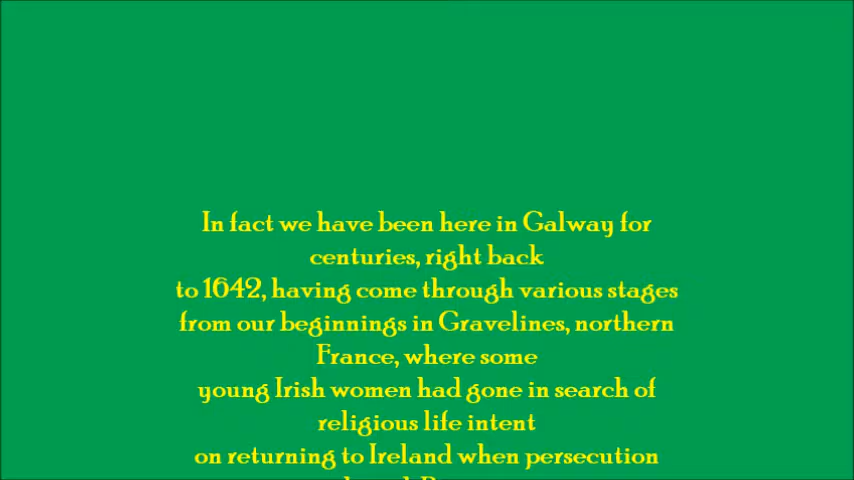 In fact we have been here in Galway for
centuries, right back
to 1642, having come through various stages
from our beginnings in Gravelines, northern
France, where some
young Irish women had gone in search of
religious life intent
on returning to Ireland when persecution